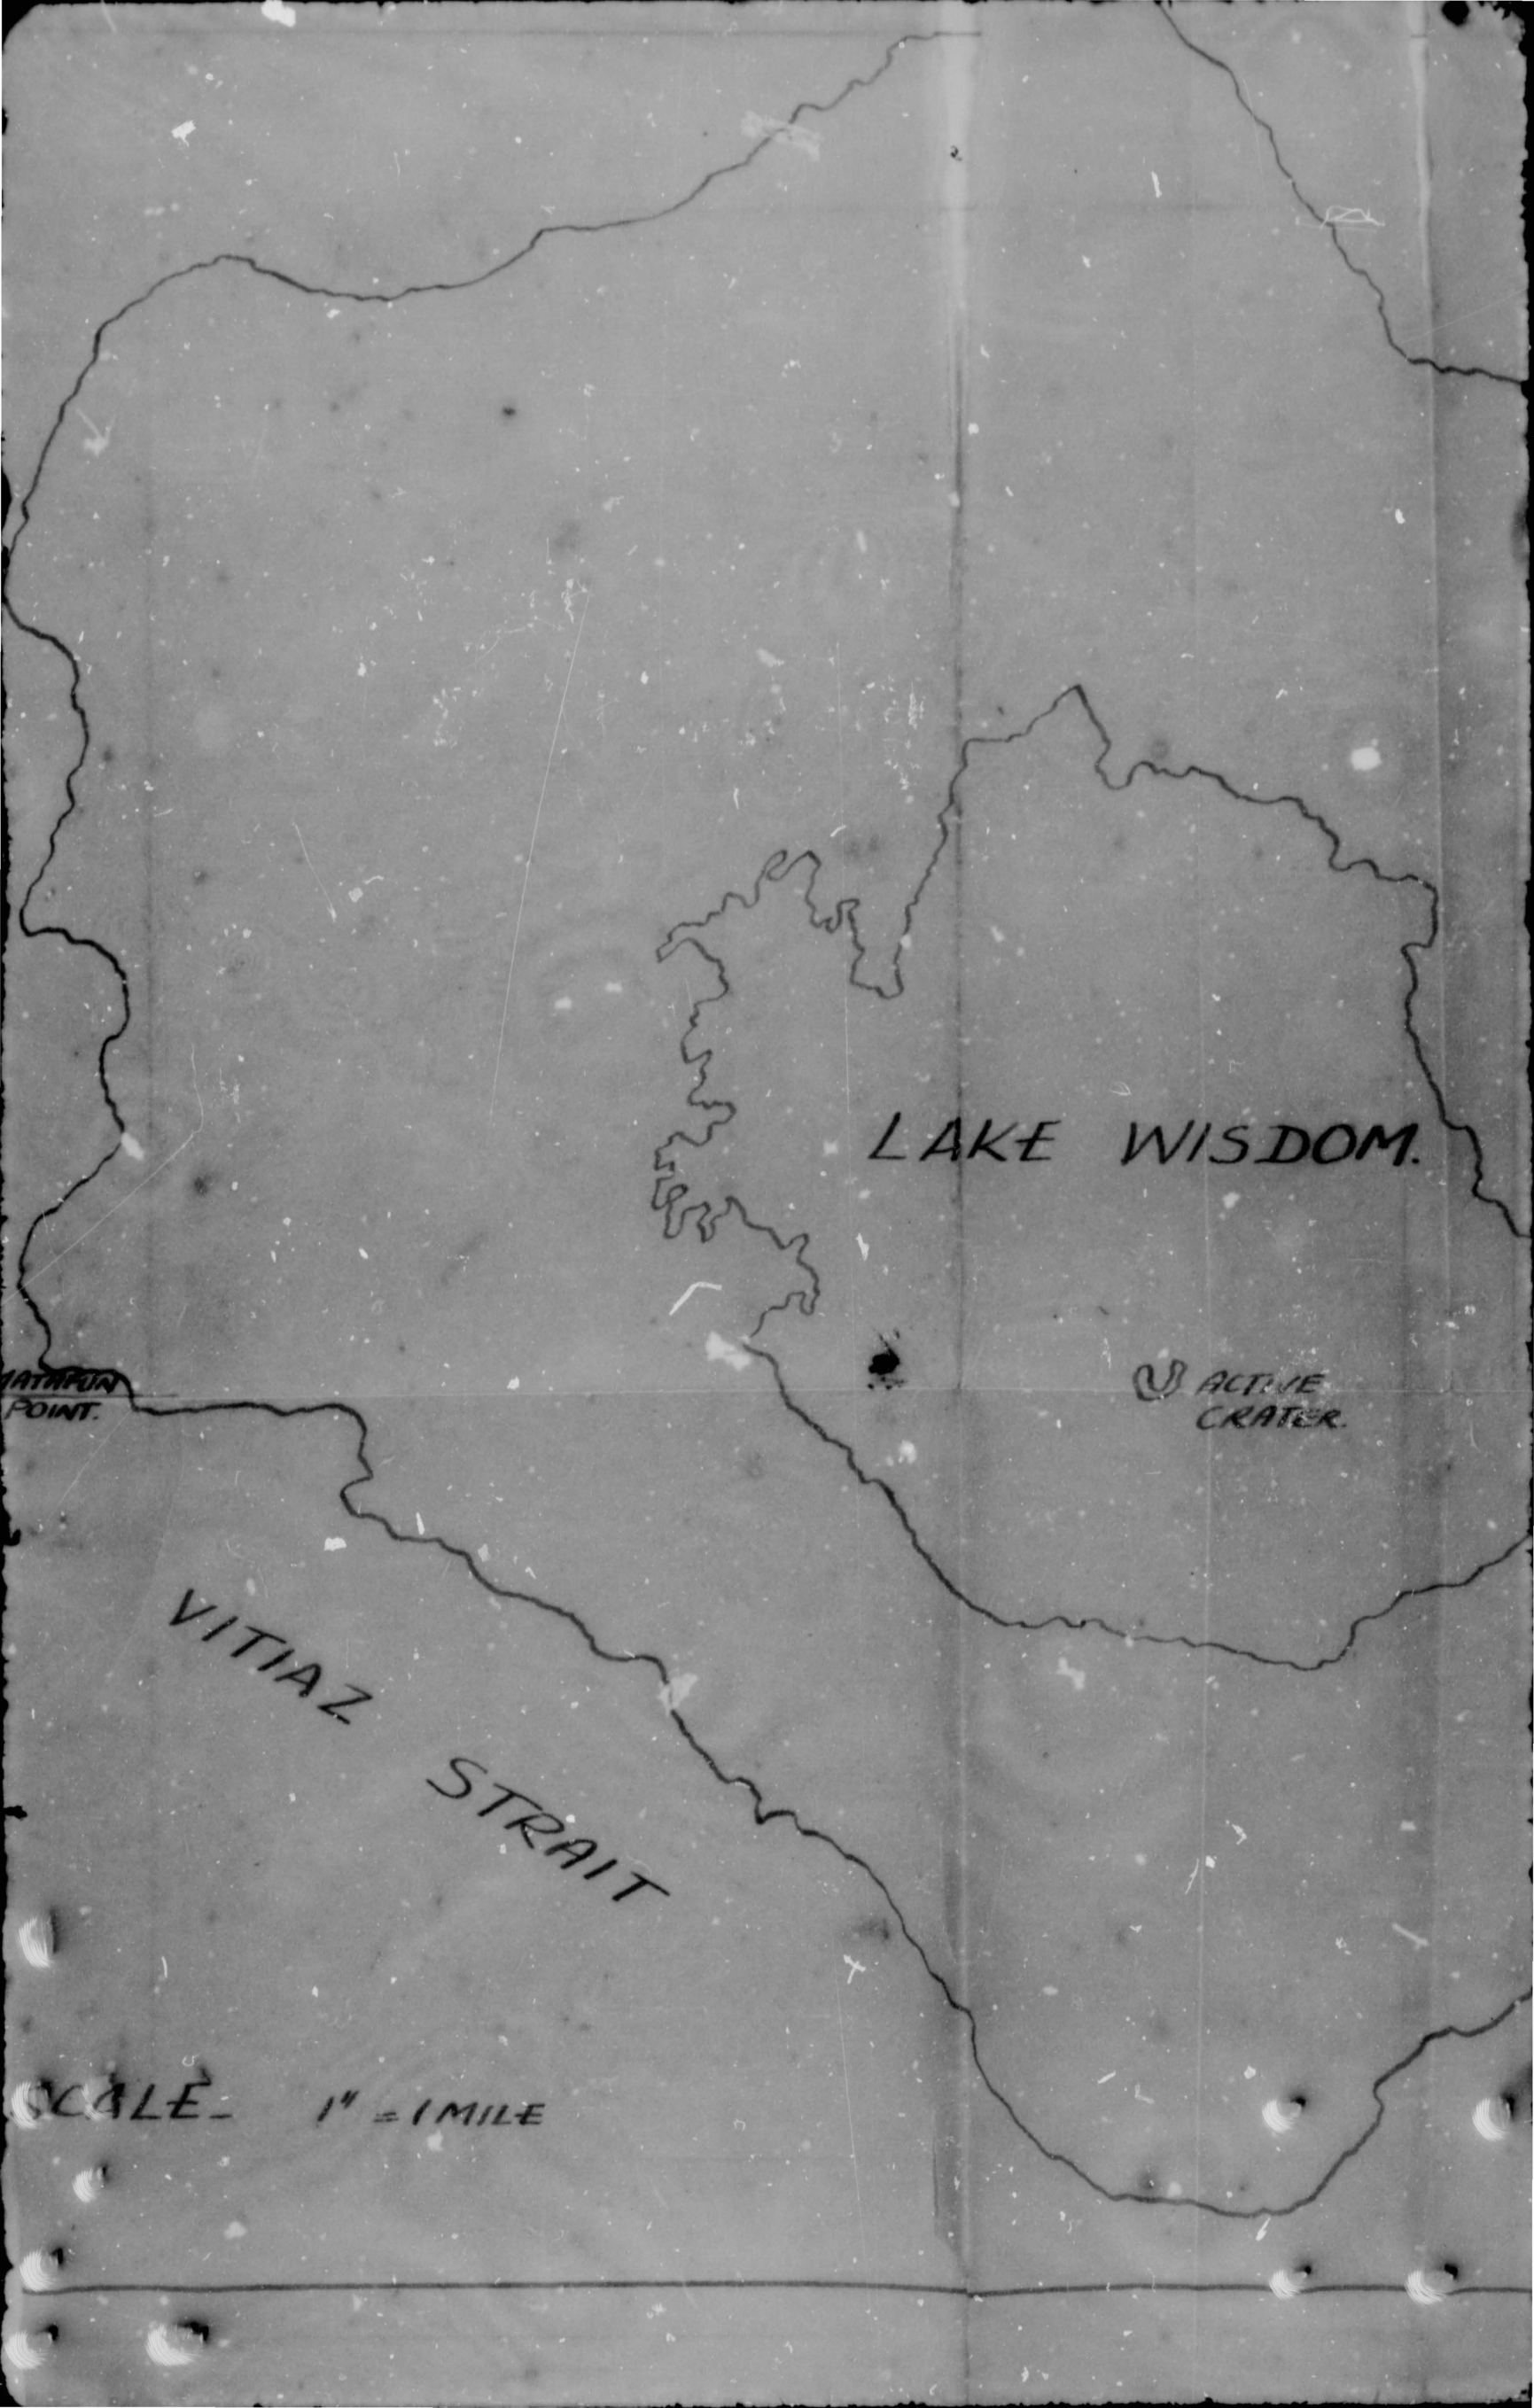 LAKE WISDOM.
ACTIVE
CRATER.
POINT.
VITIAZ
STRAIT
SCALE- 1" = 1 MILE